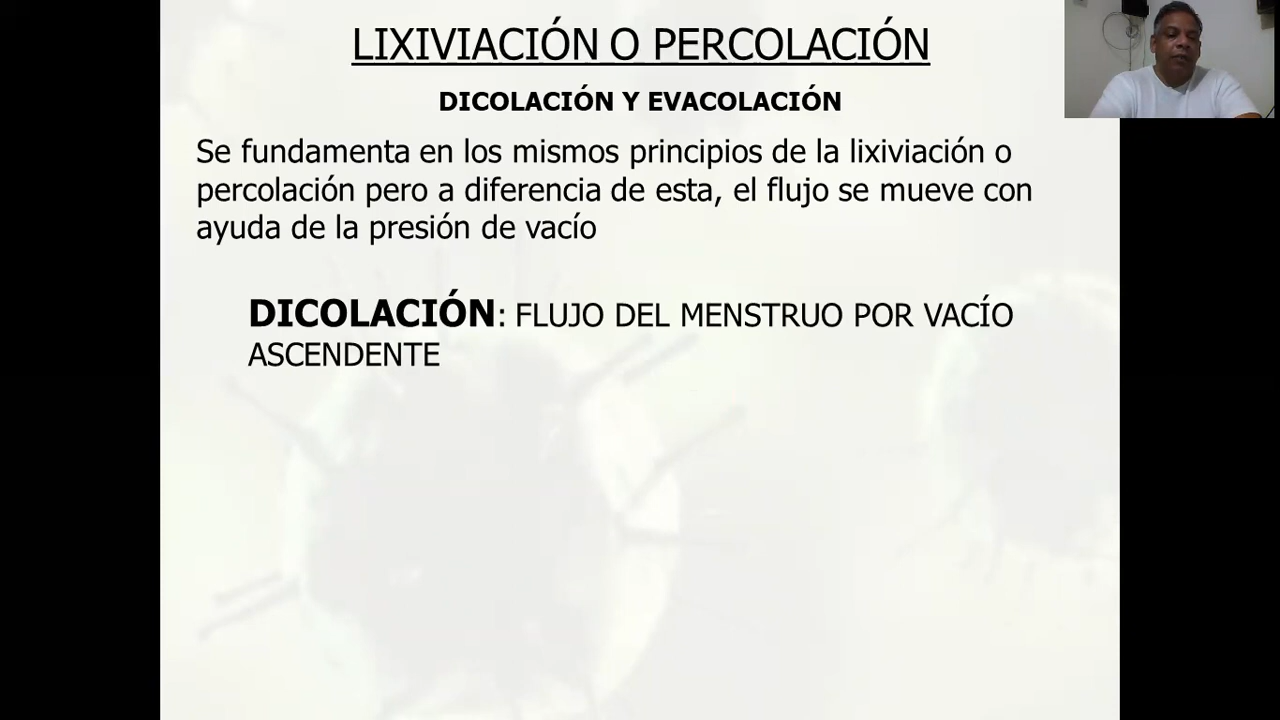 LIXIVIACIÓN O PERCOLACIÓN
DICOLACIÓN Y EVACOLACIÓN
Se fundamenta en los mismos principios de la lixiviación o
percolación pero a diferencia de esta, el flujo se mueve con
ayuda de la presión de vacío
DICOLACIÓN: FLUJO DEL MENSTRUO POR VACÍO
ASCENDENTE